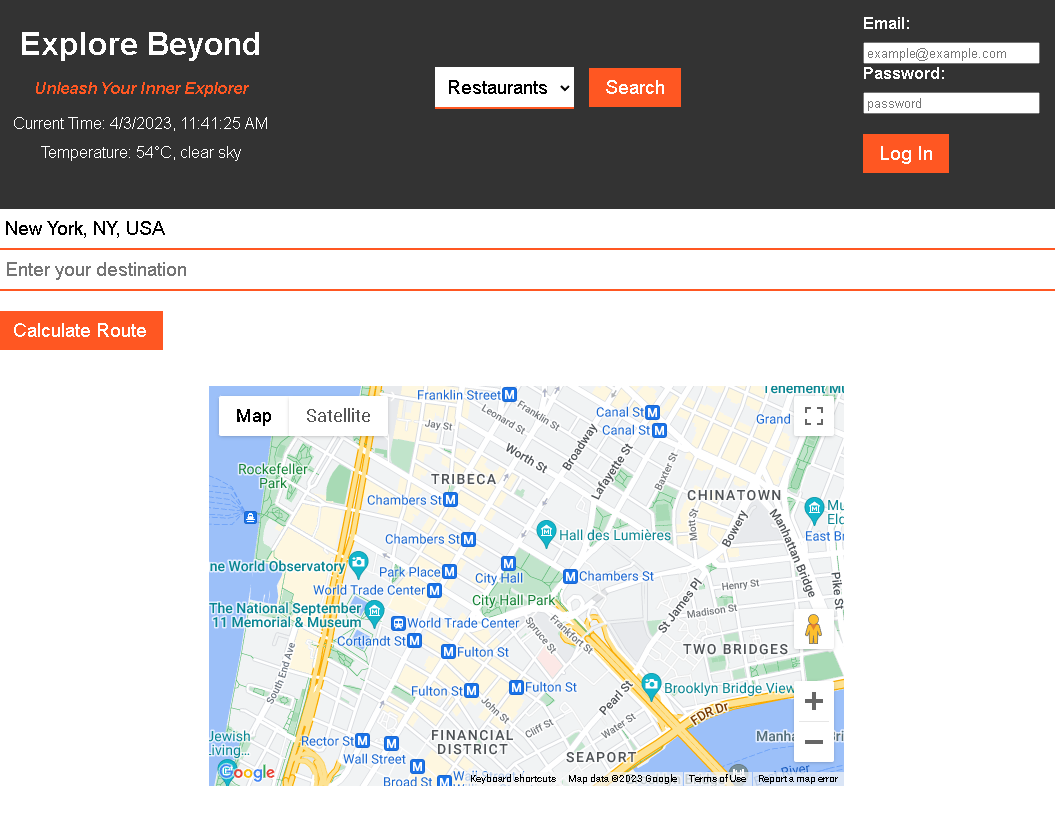 Explore Beyond
Unleash Your Inner Explorer
Current Time: 4/3/2023, 11:41:25 AM
Temperature: 54°C, clear sky
Restaurants
Search
Email:
example@example.com
Password:
password
Log In
New York, NY, USA
Enter your destination
Calculate Route
Map
Satellite
Franklin Street
M
Franklin St
Leonard St
Jay St
Worth St
Broadway
Lafayette St
Canal St
M
Canal St
M
Grand
Baxter St
Rockefeller
Park
TRIBECA
Chambers St
M
CHINATOWN
Mott St
Bowery
Manhattan Bridge
East
Chambers St
M
Hall des Lumières
World Observatory
Park Place
M
M
City Hall
M
Chambers St
World Trade Center
M
City Hall Park
Henry St
Pike St
Madison St
St James Pl
The National September
11 Memorial & Museum
World Trade Center
Cortlandt St
M
Spruce St
Frankfort St
M
Fulton St
TWO BRIDGES
South End Ave
Fulton St
M
M
Fulton St
Pearl St
Brooklyn Bridge View
FDR Dr
John St
Cliff St
Water St
Rector St
M
M
Wall Street
FINANCIAL
DISTRICT
SEAPORT
Jewish
M
Broad St
M
River
Google
Keyboard shortcuts
Map data ©2023 Google
Terms of Use
Report a map error